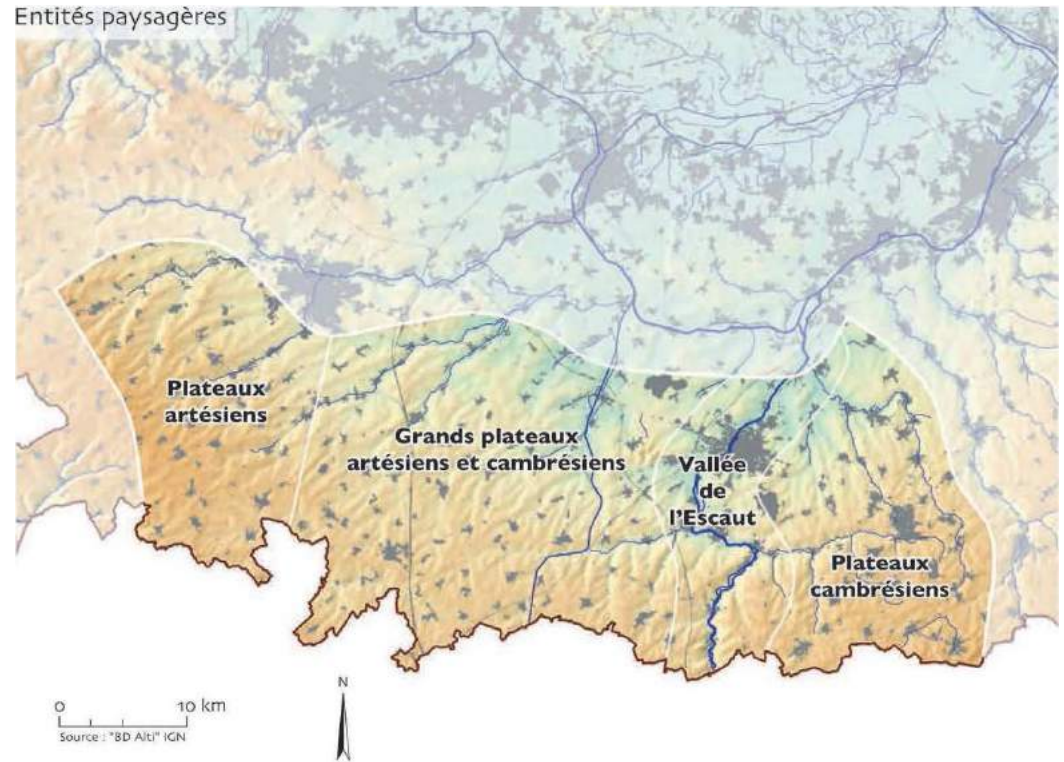 Entités paysagères
Plateaux
artésiens
Grands plateaux
artésiens et cambrésiens
Vallée
de
l'Escaut
Plateaux
cambrésiens
0 10 km
Source : "BD Alti" IGN
N